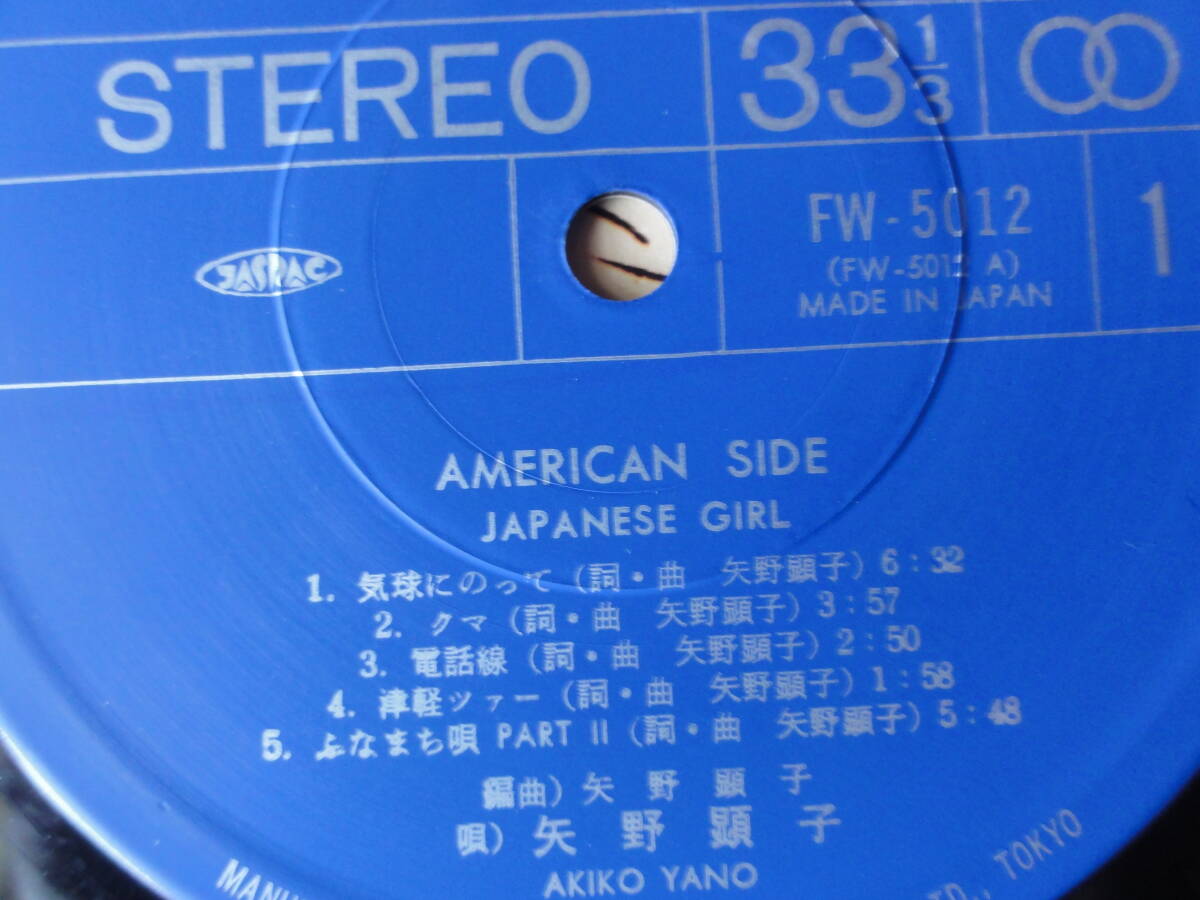 STEREO
33 1/3
JASRAC
FW-5012
1
(FW-5012 A)
MADE IN JAPAN
AMERICAN SIDE
JAPANESE GIRL
1. 気球にのって (詞・曲 矢野顕子) 6:32
2. クマ (詞・曲 矢野顕子) 3:57
3. 電話線 (詞・曲 矢野顕子) 2:50
4. 津軽ツァー (詞・曲 矢野顕子) 1:58
5. ふなまち唄 PART II (詞・曲 矢野顕子) 5:48
編曲) 矢野顕子
唄) 矢野顕子
AKIKO YANO
TOKYO